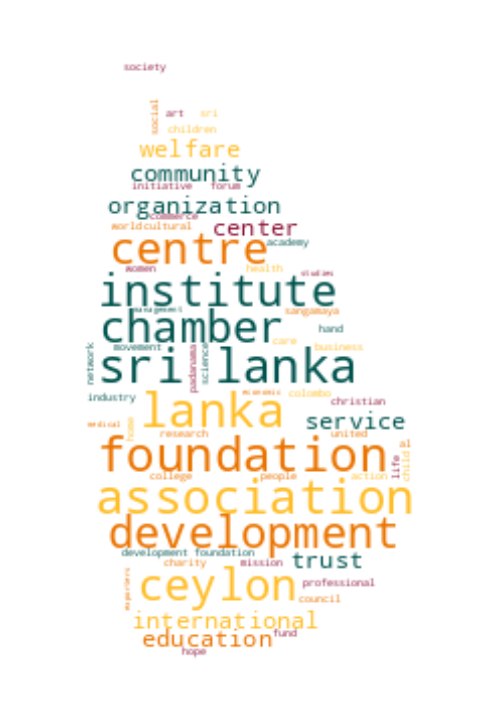 society
social
art sri
children
welfare
community
initiative forum
organization
commerce
world cultural center
centre academy
women health studies
institute
management sangamaya
chamber hand
care
network movement padanama science business
sri lanka
industry economic colombo
lanka christian
medical home service
research united
foundation al
life child
college people action
association
development
development foundation trust
charity mission
exporters ceylon professional
council
international
education fund
hope